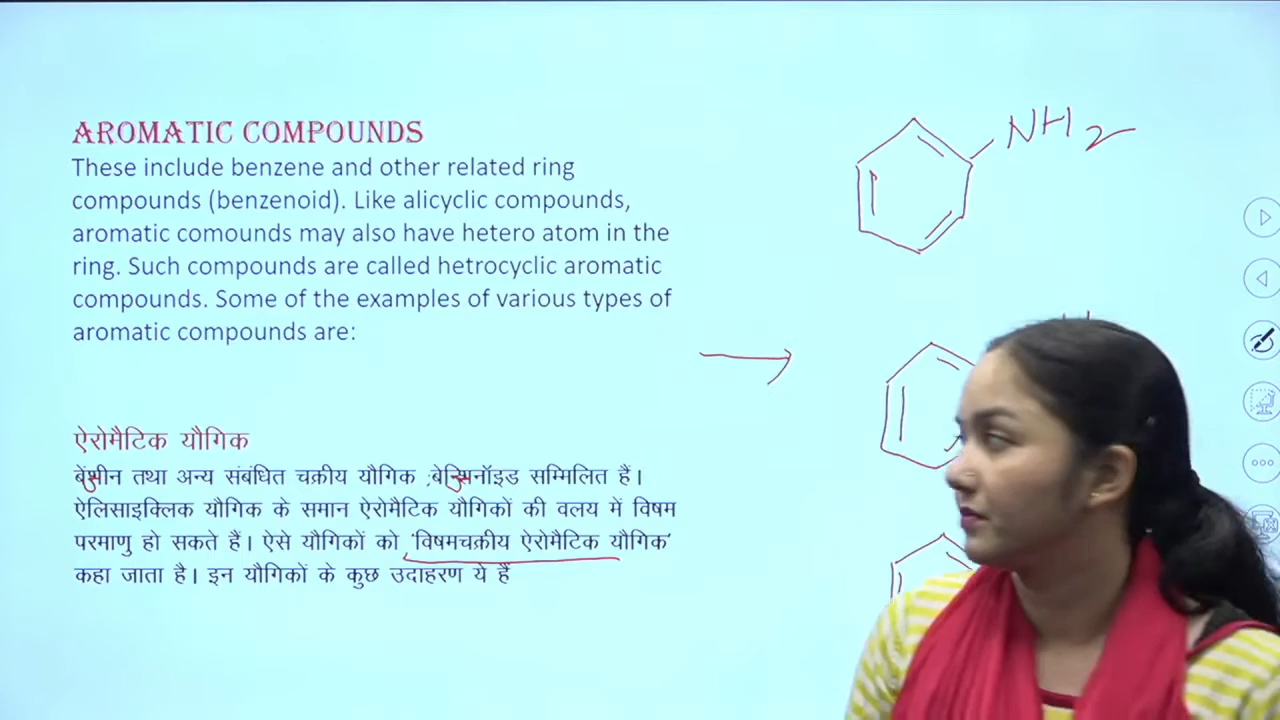 AROMATIC COMPOUNDS
These include benzene and other related ring
compounds (benzenoid). Like alicyclic compounds,
aromatic comounds may also have hetero atom in the
ring. Such compounds are called hetrocyclic aromatic
compounds. Some of the examples of various types of
aromatic compounds are:
NH2
ऐरोमैटिक यौगिक
तथा अन्य संबंधित चक्रीय यौगिक सम्मिलित हैं।
ऐलिसाइक्लिक यौगिक के समान ऐरोमैटिक यौगिकों की वलय में विषम
परमाणु हो सकते हैं। ऐसे यौगिकों को 'विषमचक्रीय ऐरोमैटिक यौगिक'
कहा जाता है। इन यौगिकों के कुछ उदाहरण ये हैं